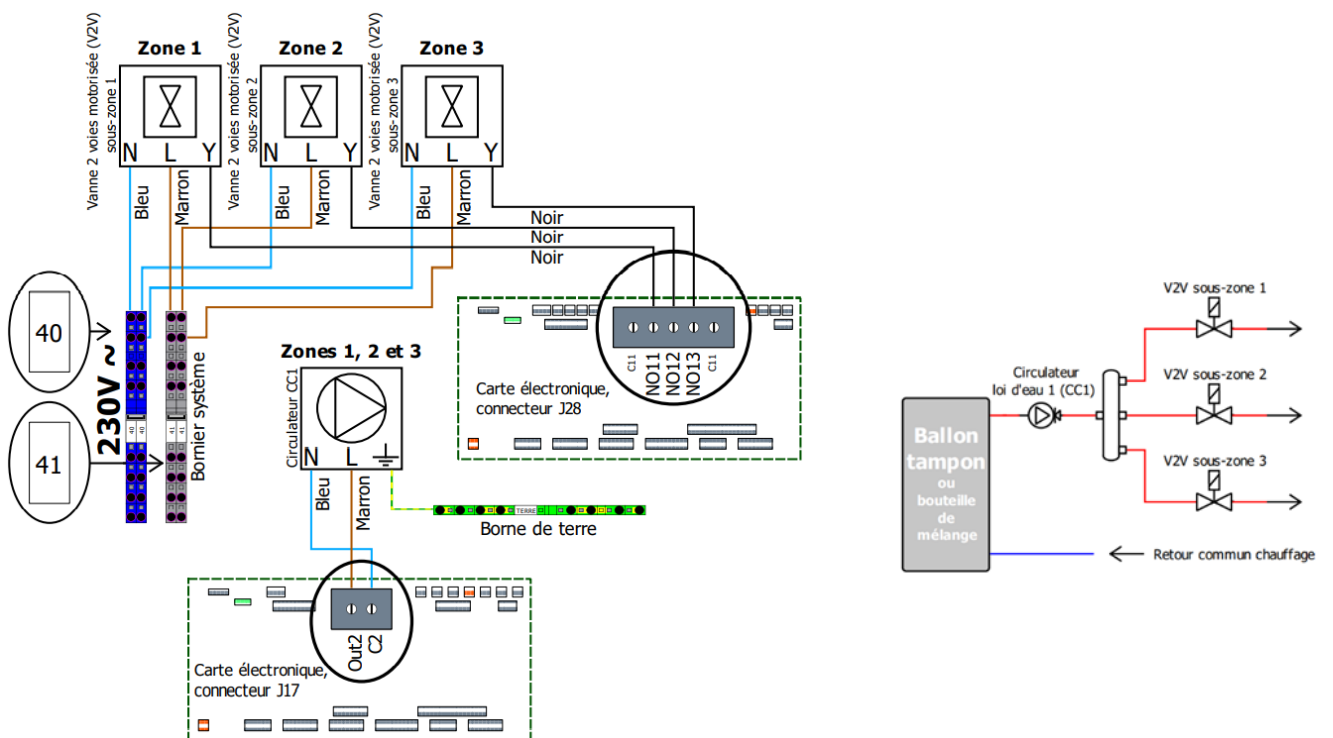 Zone 1
Zone 2
Zone 3
Vanne 2 voies motorisée (V2V)
sous-zone 1
Vanne 2 voies motorisée (V2V)
sous-zone 2
Vanne 2 voies motorisée (V2V)
sous-zone 3
N L Y
N L Y
N L Y
Bleu
Marron
Bleu
Marron
Bleu
Marron
Noir
Noir
Noir
40
41
230V ~
40 40 41 41
Bornier système
Zones 1, 2 et 3
Circulateur CC1
N L
Bleu
Marron
C11
NO11
NO12
NO13
C11
Carte électronique,
connecteur J28
TERRE
Borne de terre
Out2
C2
Carte électronique,
connecteur J17
V2V sous-zone 1
Circulateur
loi d'eau 1 (CC1)
V2V sous-zone 2
Ballon
tampon
ou
bouteille
de
mélange
V2V sous-zone 3
Retour commun chauffage